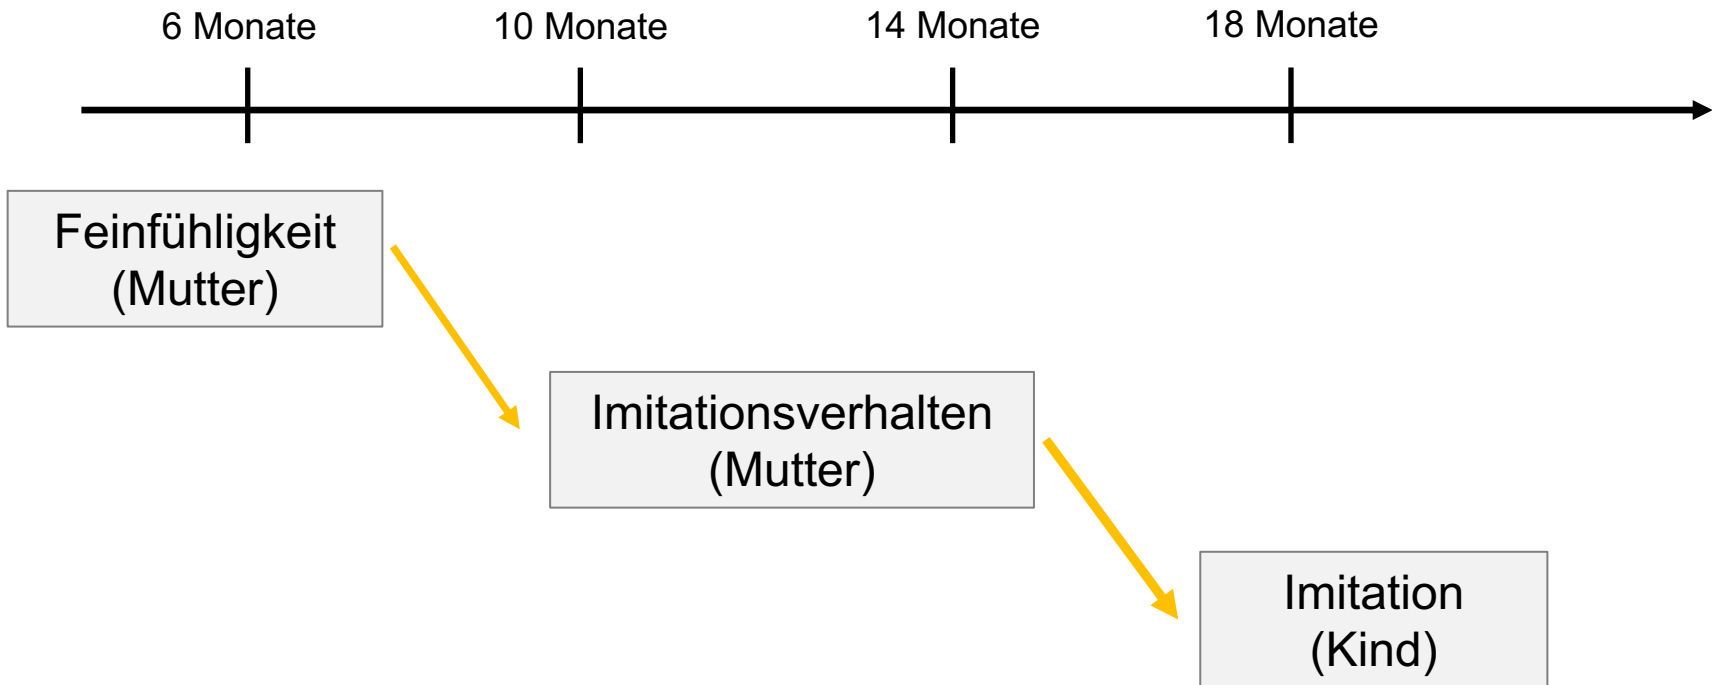 6 Monate
10 Monate
14 Monate
18 Monate
Feinfühligkeit
(Mutter)
Imitationsverhalten
(Mutter)
Imitation
(Kind)